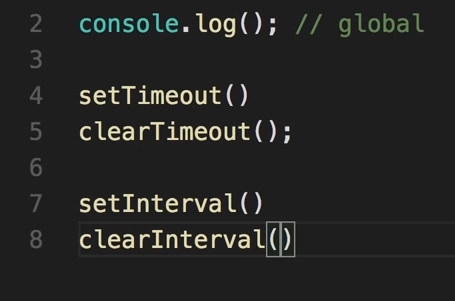 2 console.log(); // global
3
4 setTimeout()
5 clearTimeout();
6
7 setInterval()
8 clearInterval()